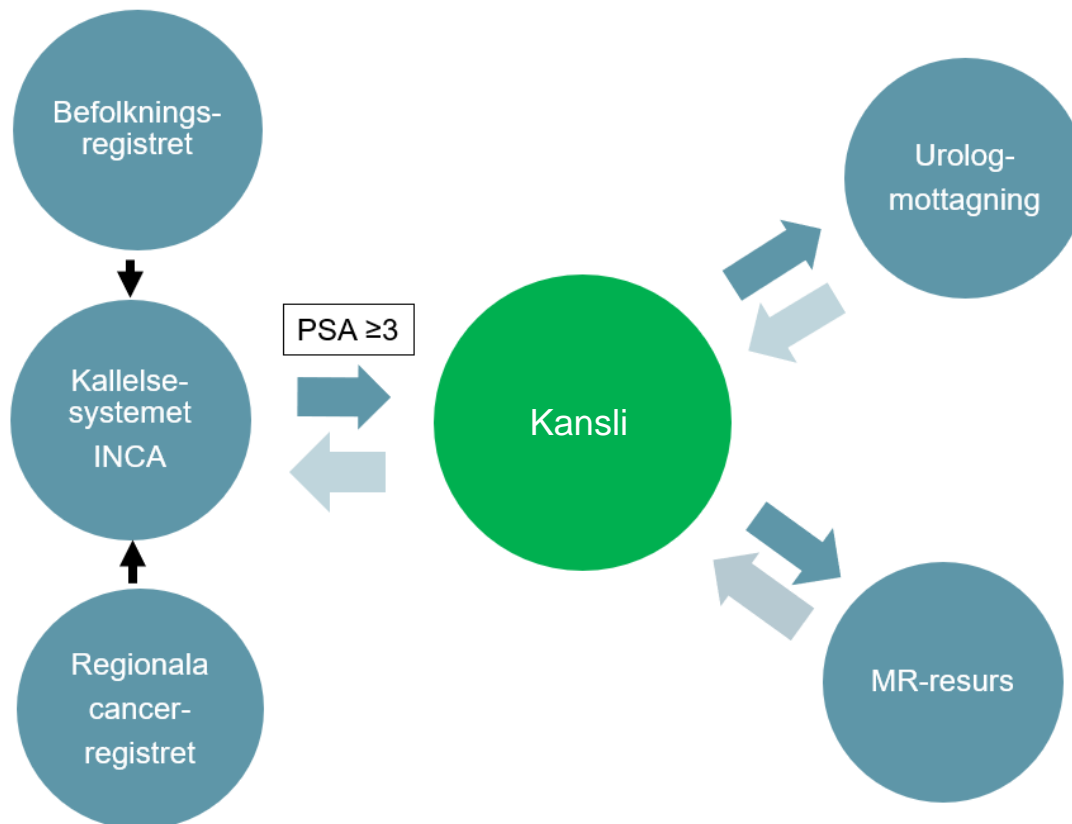 Befolknings-
registret
Kallelse-
systemet
INCA
Regionala
cancer-
registret
PSA ≥3
Kansli
Urolog-
mottagning
MR-resurs